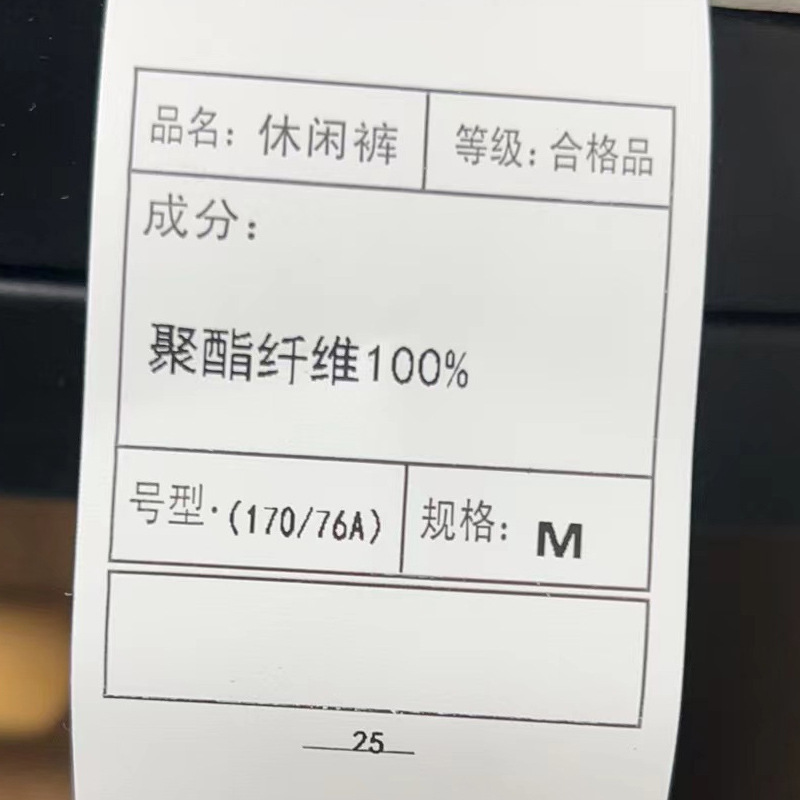 品名: 休闲裤 等级: 合格品
成分:
聚酯纤维100%
号型·(170/76A) 规格: M
25